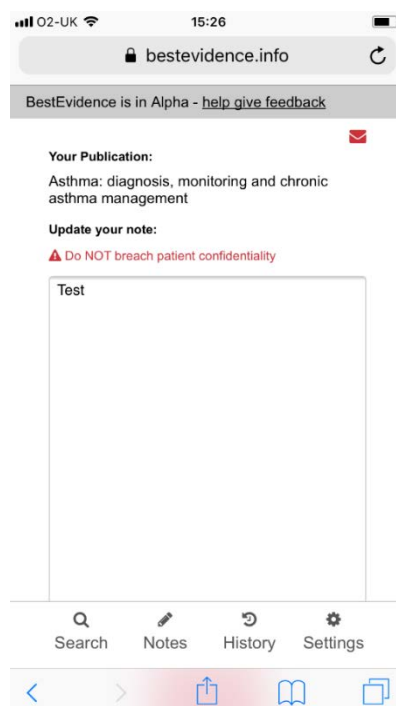 O2-UK 15:26
bestevidence.info
BestEvidence is in Alpha - help give feedback
Your Publication:
Asthma: diagnosis, monitoring and chronic
asthma management
Update your note:
Do NOT breach patient confidentiality
Test
Search Notes History Settings